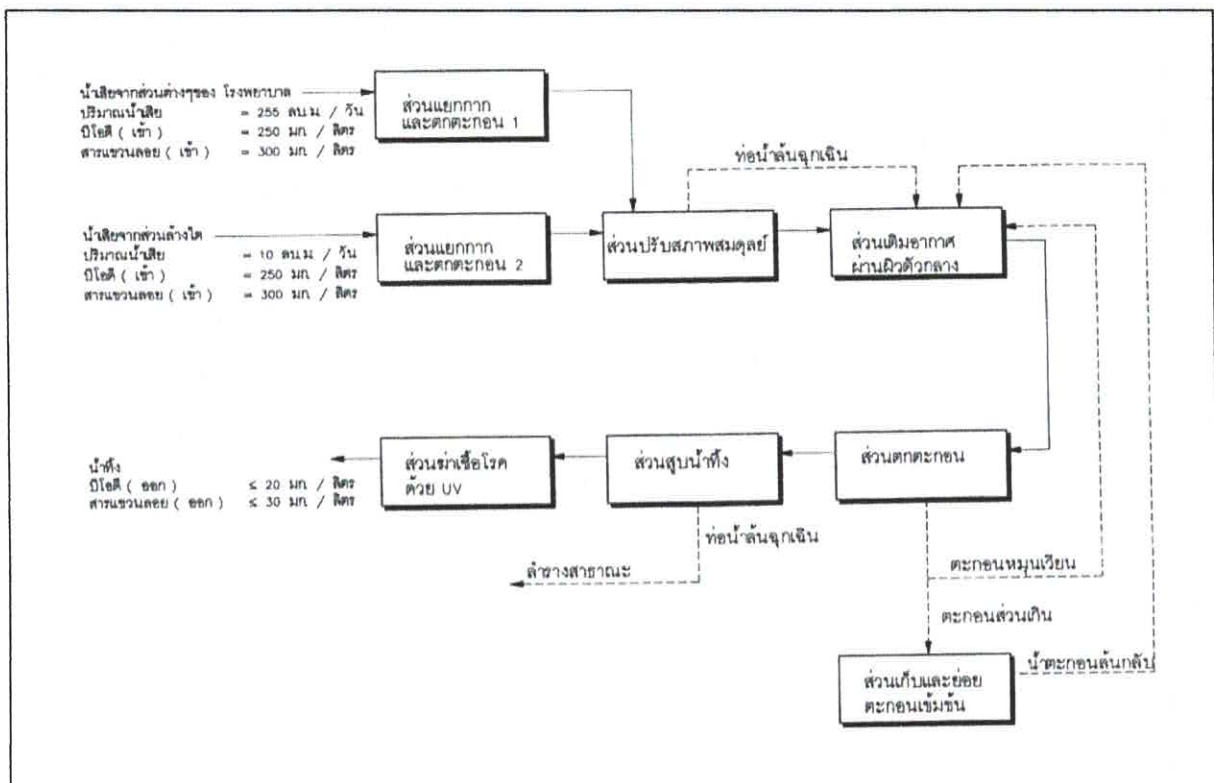 น้ำเสียจากส่วนต่างๆของ โรงพยาบาล
ปริมาณน้ำเสีย = 255 ลบ.ม. / วัน
บีโอดี ( เข้า ) = 250 มก. / ลิตร
สารแขวนลอย ( เข้า ) = 300 มก. / ลิตร
ส่วนแยกกาก
และตกตะกอน 1
ท่อน้ำล้นฉุกเฉิน
น้ำเสียจากส่วนล้างไต
ปริมาณน้ำเสีย = 10 ลบ.ม. / วัน
บีโอดี ( เข้า ) = 250 มก. / ลิตร
สารแขวนลอย ( เข้า ) = 300 มก. / ลิตร
ส่วนแยกกาก
และตกตะกอน 2
ส่วนปรับสภาพสมดุลย์
ส่วนเติมอากาศ
ผ่านผิวตัวกลาง
น้ำทิ้ง
บีโอดี ( ออก ) ≤ 20 มก. / ลิตร
สารแขวนลอย ( ออก ) ≤ 30 มก. / ลิตร
ส่วนฆ่าเชื้อโรค
ด้วย UV
ส่วนสูบน้ำทิ้ง
ส่วนตกตะกอน
ท่อน้ำล้นฉุกเฉิน
ลำรางสาธาณะ
ตะกอนหมุนเวียน
ตะกอนส่วนเกิน
ส่วนเก็บและย่อย
ตะกอนเข้มข้น
น้ำตะกอนล้นกลับ